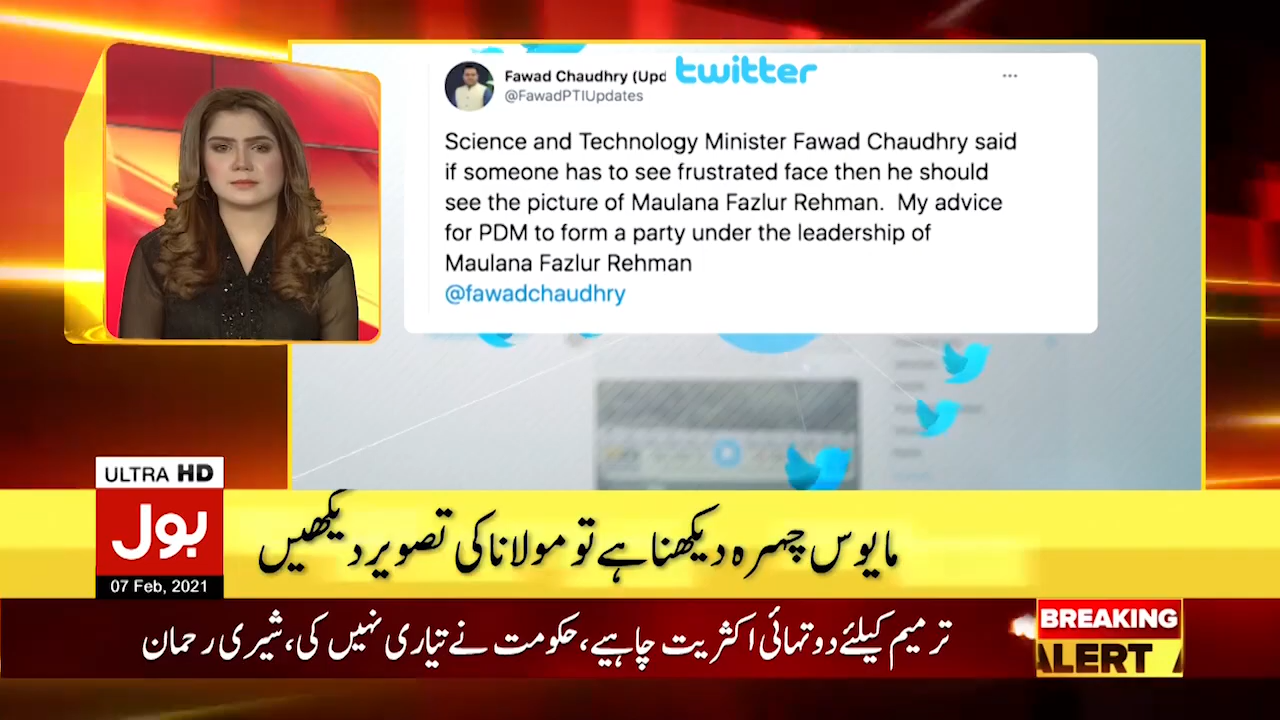 twitter
Fawad Chaudhry (Upd
@FawadPTIUpdates
Science and Technology Minister Fawad Chaudhry said
if someone has to see frustrated face then he should
see the picture of Maulana Fazlur Rehman. My advice
for PDM to form a party under the leadership of
Maulana Fazlur Rehman
@fawadchaudhry
ULTRA HD
بول
07 Feb, 2021
مایوس چہرہ دیکھنا ہے تو مولانا کی تصویر دیکھیں
BREAKING
ALERT
ترمیم کیلئے دو تہائی اکثریت چاہیے، حکومت نے تیاری نہیں کی، شیری رحمان